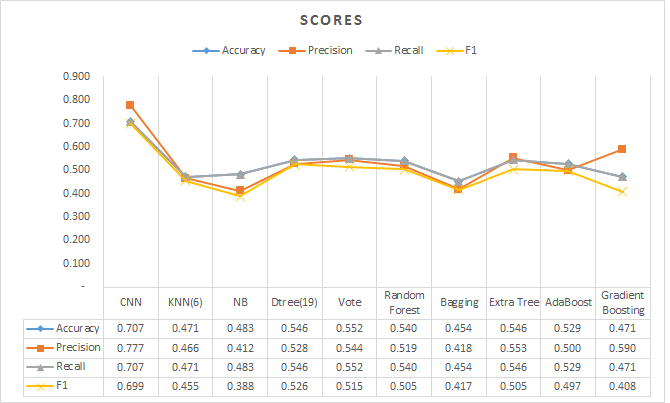 SCORES
Accuracy Precision Recall F1
0.900
0.800
0.700
0.600
0.500
0.400
0.300
0.200
0.100
-
CNN KNN(6) NB Dtree(19) Vote Random Forest Bagging Extra Tree AdaBoost Gradient Boosting
Accuracy 0.707 0.471 0.483 0.546 0.552 0.540 0.454 0.546 0.529 0.471
Precision 0.777 0.466 0.412 0.528 0.544 0.519 0.418 0.553 0.500 0.590
Recall 0.707 0.471 0.483 0.546 0.552 0.540 0.454 0.546 0.529 0.471
F1 0.699 0.455 0.388 0.526 0.515 0.505 0.417 0.505 0.497 0.408